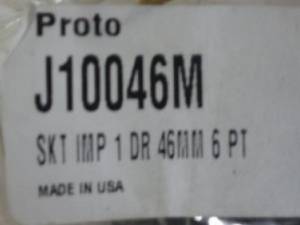 Proto
J10046M
SKT IMP 1 DR 46MM 6 PT
MADE IN USA